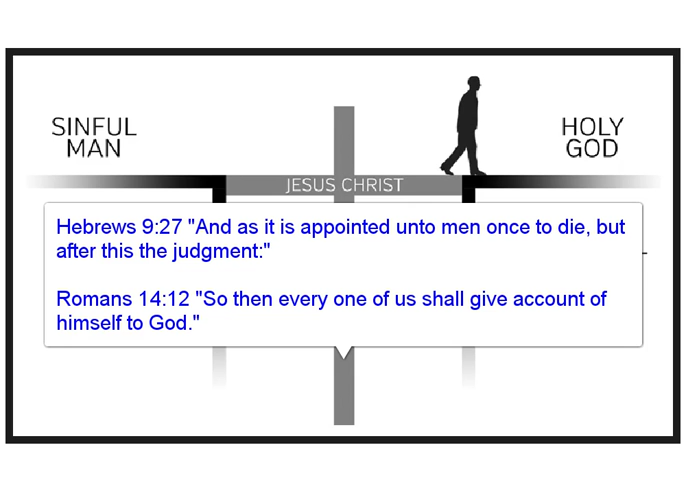 SINFUL
MAN
HOLY
GOD
JESUS CHRIST
Hebrews 9:27 "And as it is appointed unto men once to die, but
after this the judgment:"
Romans 14:12 "So then every one of us shall give account of
himself to God."